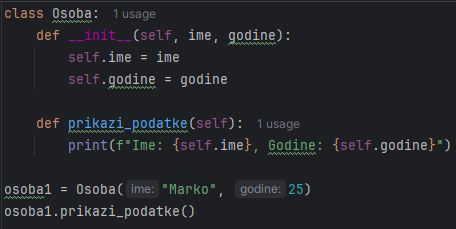 class Osoba: 1 usage
    def __init__(self, ime, godine):
        self.ime = ime
        self.godine = godine

    def prikazi_podatke(self): 1 usage
        print(f"Ime: {self.ime}, Godine: {self.godine}")

osoba1 = Osoba( ime: "Marko", godine: 25)
osoba1.prikazi_podatke()